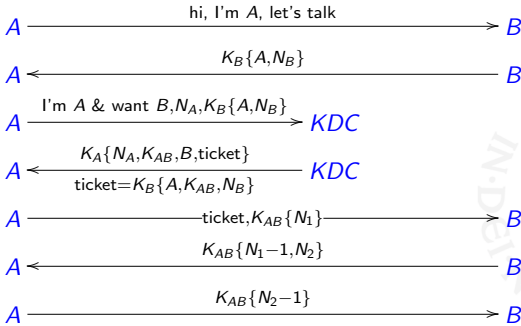 hi, I'm A, let's talk
A B
K_B{A,N_B}
A B
I'm A & want B,N_A,K_B{A,N_B}
A KDC
K_A{N_A,K_AB,B,ticket}
A KDC
ticket=K_B{A,K_AB,N_B}
A ticket,K_AB{N_1} B
K_AB{N_1−1,N_2}
A B
K_AB{N_2−1}
A B